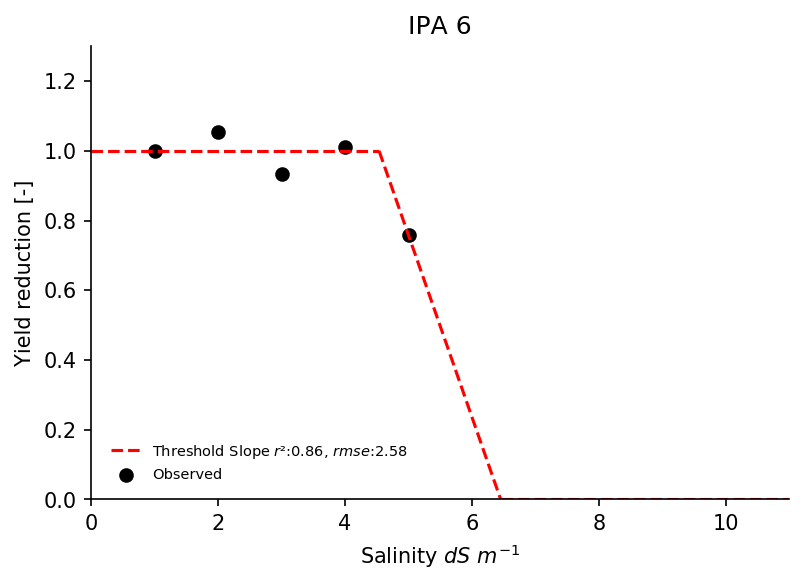 IPA 6
Yield reduction [-]
1.2
1.0
0.8
0.6
0.4
0.2
0.0
Threshold Slope r²:0.86, rmse:2.58
Observed
0 2 4 6 8 10
Salinity dS m⁻¹